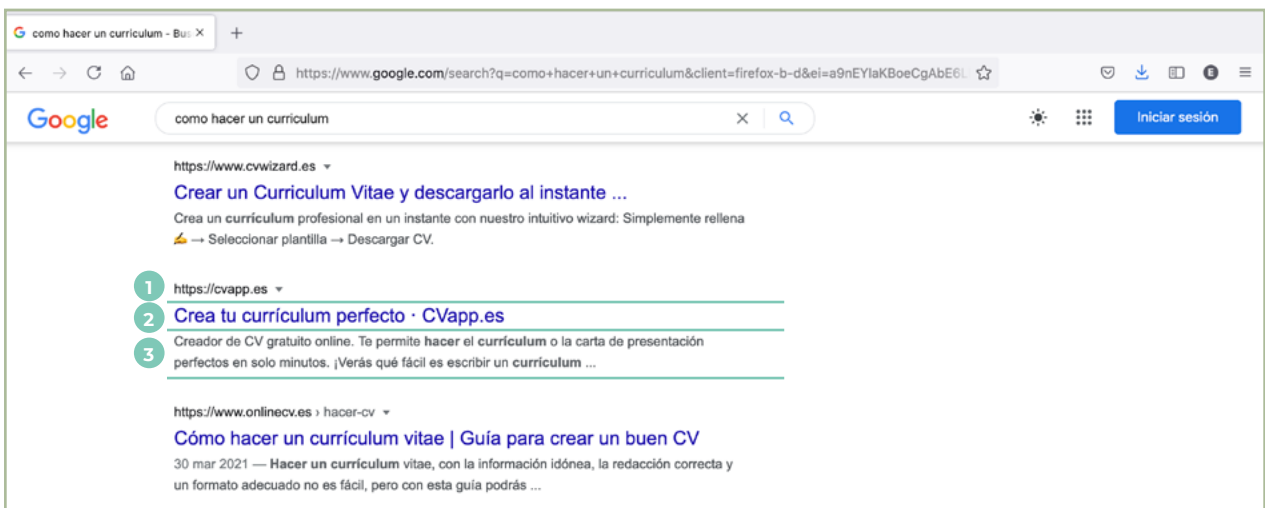 como hacer un curriculum - Bus
https://www.google.com/search?q=como+hacer+un+curriculum&client=firefox-b-d&ei=a9nEYIaKBoeCgAbE6L
E
Google
como hacer un curriculum
Iniciar sesión
https://www.cvwizard.es
Crear un Curriculum Vitae y descargarlo al instante ...
Crea un currículum profesional en un instante con nuestro intuitivo wizard: Simplemente rellena
✍ → Seleccionar plantilla → Descargar CV.
1 https://cvapp.es
2 Crea tu currículum perfecto · CVapp.es
3 Creador de CV gratuito online. Te permite hacer el currículum o la carta de presentación
perfectos en solo minutos. ¡Verás qué fácil es escribir un currículum ...
https://www.onlinecv.es › hacer-cv
Cómo hacer un currículum vitae | Guía para crear un buen CV
30 mar 2021 — Hacer un currículum vitae, con la información idónea, la redacción correcta y
un formato adecuado no es fácil, pero con esta guía podrás ...